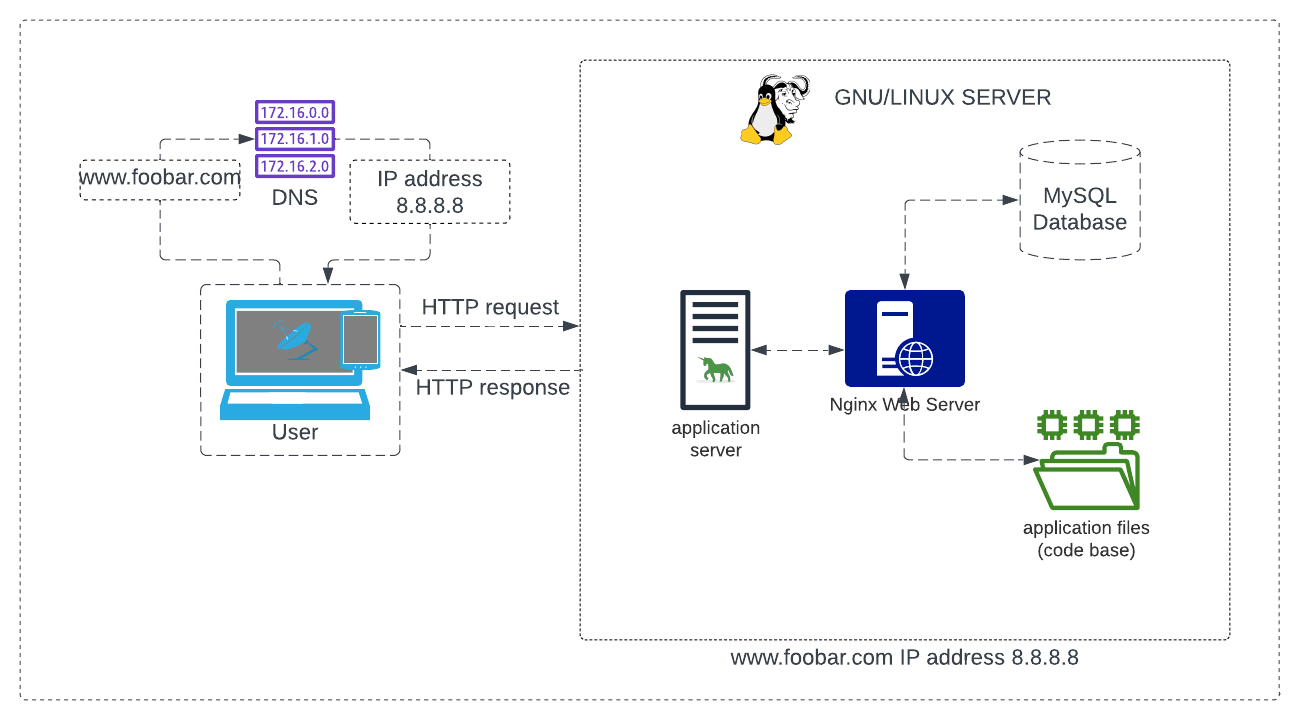 GNU/LINUX SERVER
172.16.0.0
172.16.1.0
172.16.2.0
DNS
www.foobar.com
IP address
8.8.8.8
MySQL
Database
HTTP request
HTTP response
User
application
server
Nginx Web Server
application files
(code base)
www.foobar.com IP address 8.8.8.8